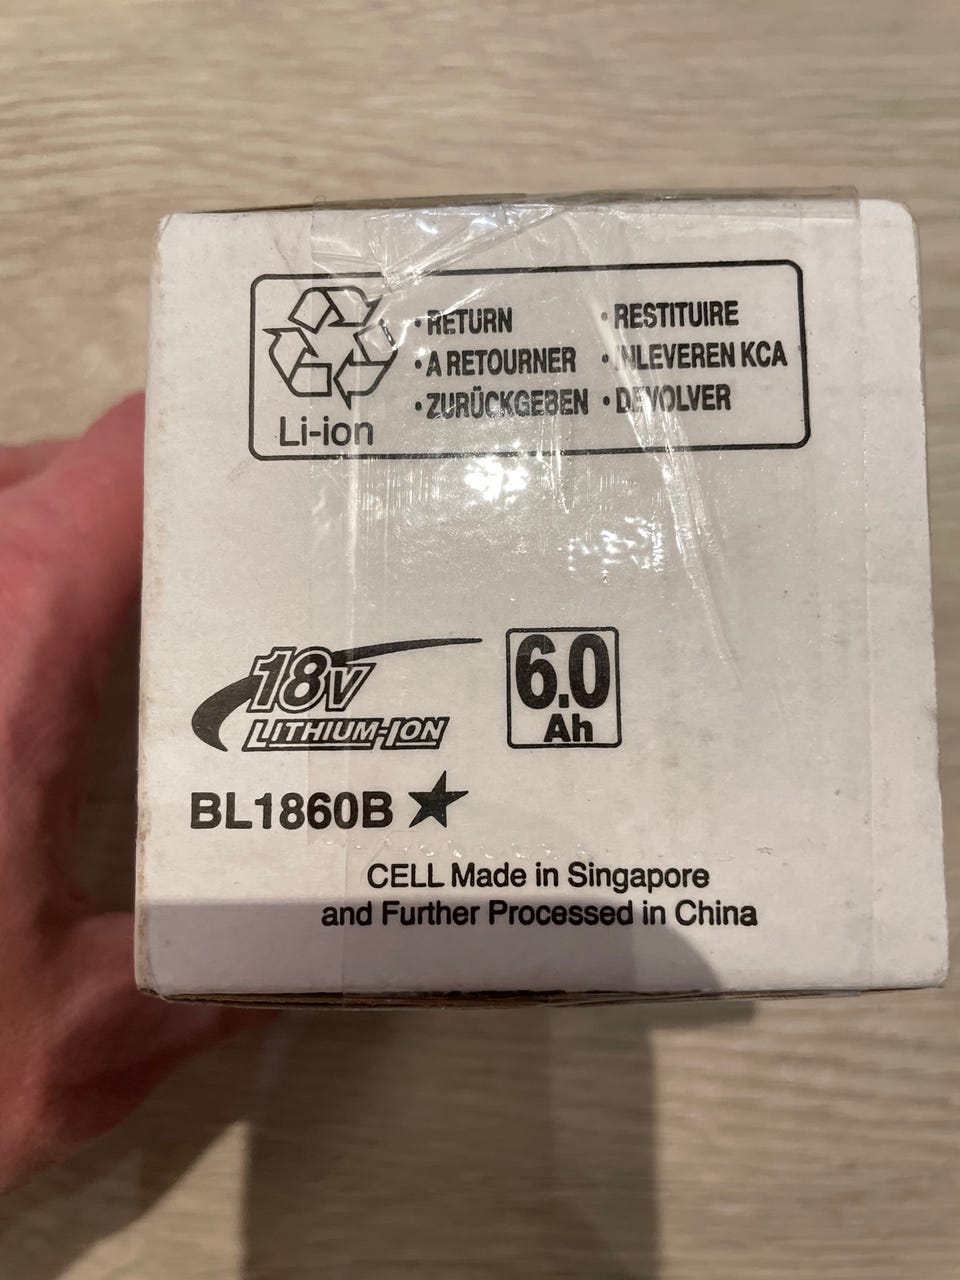 • RETURN
• A RETOURNER
• ZURÜCKGEBEN
• RESTITUIRE
• INLEVEREN KCA
• DEVOLVER
Li-ion
18V
LITHIUM-ION
6.0
Ah
BL1860B★
CELL Made in Singapore
and Further Processed in China